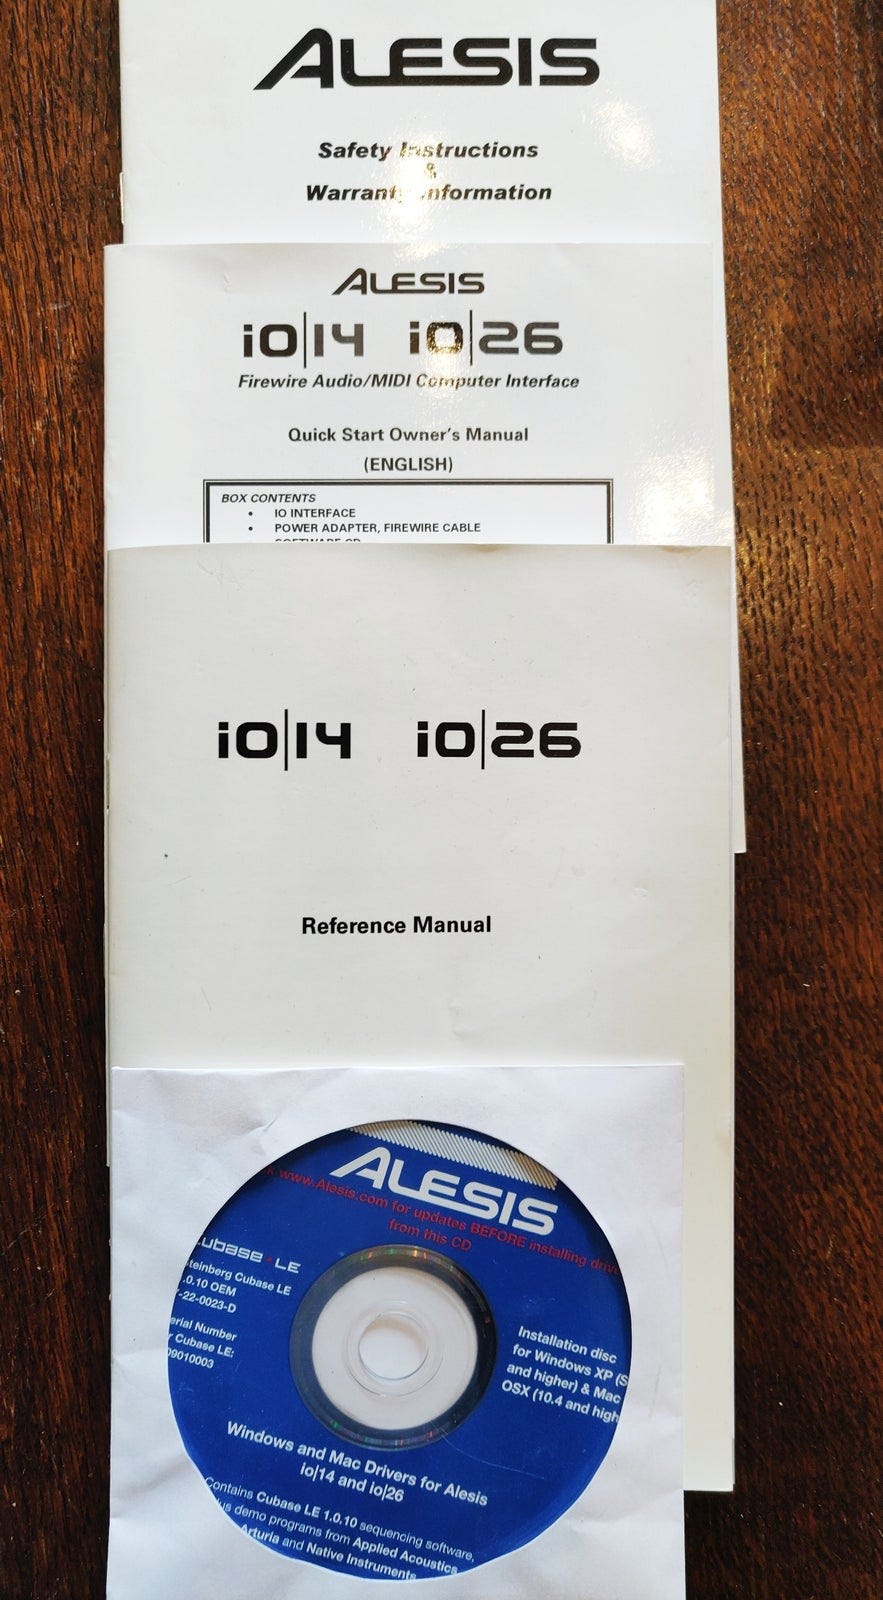 ALESIS
Safety Instructions
&
Warranty Information
ALESIS
iO|14 iO|26
Firewire Audio/MIDI Computer Interface
Quick Start Owner's Manual
(ENGLISH)
BOX CONTENTS
• IO INTERFACE
• POWER ADAPTER, FIREWIRE CABLE
SOFTWARE CD
iO|14 iO|26
Reference Manual
ALESIS
www.Alesis.com for updates BEFORE installing
from this CD
LE
Cubase LE
.0.10 OEM
-22-0023-D
Number
Cubase LE:
09010003
Installation disc
for Windows XP
and higher) & Mac
OSX (10.4 and
Windows and Mac Drivers for Alesis
io|14 and io|26
Contains Cubase LE 1.0.10 sequencing software,
demo programs from Applied Acoustics
Arturia and Native Instruments